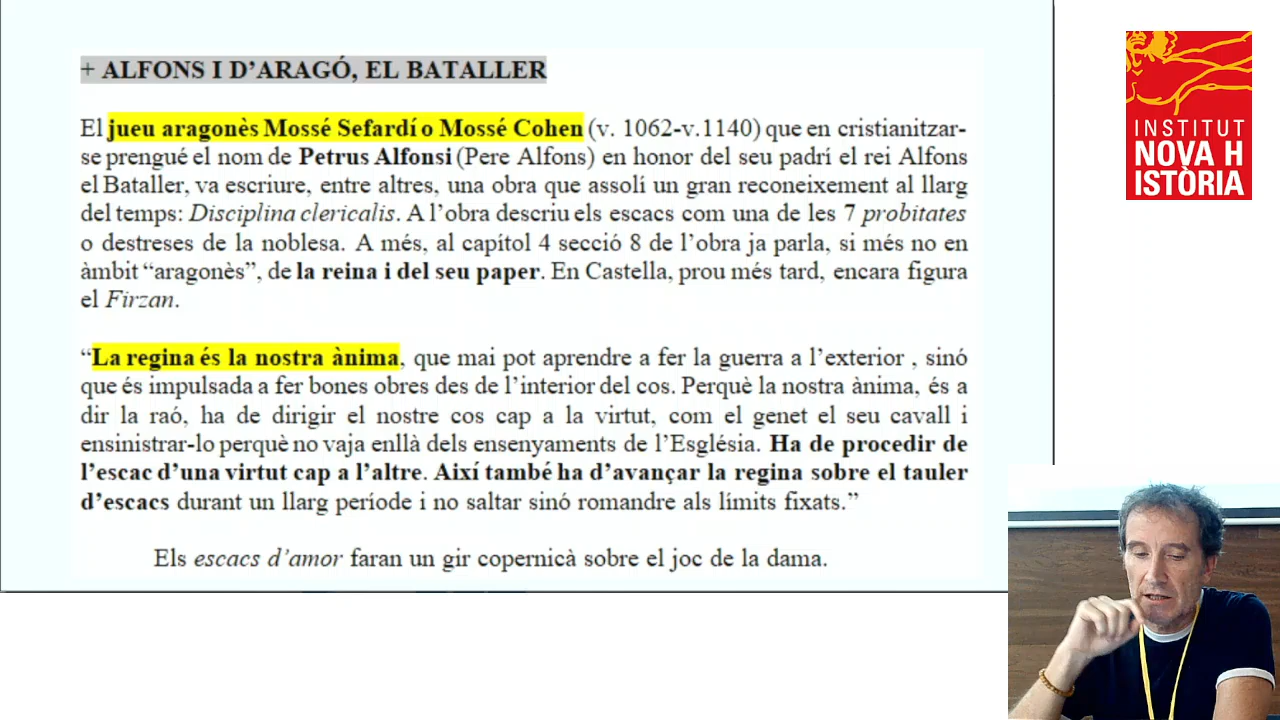 + ALFONS I D’ARAGÓ, EL BATALLER
El jueu aragonès Mossé Sefardí o Mossé Cohen (v. 1062-v.1140) que en cristianitzar-
se prengué el nom de Petrus Alfonsi (Pere Alfons) en honor del seu padrí el rei Alfons
el Bataller, va escriure, entre altres, una obra que assolí un gran reconeixement al llarg
del temps: Disciplina clericalis. A l’obra descriu els escacs com una de les 7 probitates
o destreses de la noblesa. A més, al capítol 4 secció 8 de l’obra ja parla, si més no en
àmbit “aragonès”, de la reina i del seu paper. En Castella, prou més tard, encara figura
el Firzan.
“La regina és la nostra ànima, que mai pot aprendre a fer la guerra a l’exterior , sinó
que és impulsada a fer bones obres des de l’interior del cos. Perquè la nostra ànima, és a
dir la raó, ha de dirigir el nostre cos cap a la virtut, com el genet el seu cavall i
ensinistrar-lo perquè no vaja enllà dels ensenyaments de l’Església. Ha de procedir de
l’escac d’una virtut cap a l’altre. Així també ha d’avançar la regina sobre el tauler
d’escacs durant un llarg període i no saltar sinó romandre als límits fixats.”
Els escacs d’amor faran un gir copernicà sobre el joc de la dama.
INSTITUT
NOVA H
ISTÒRIA